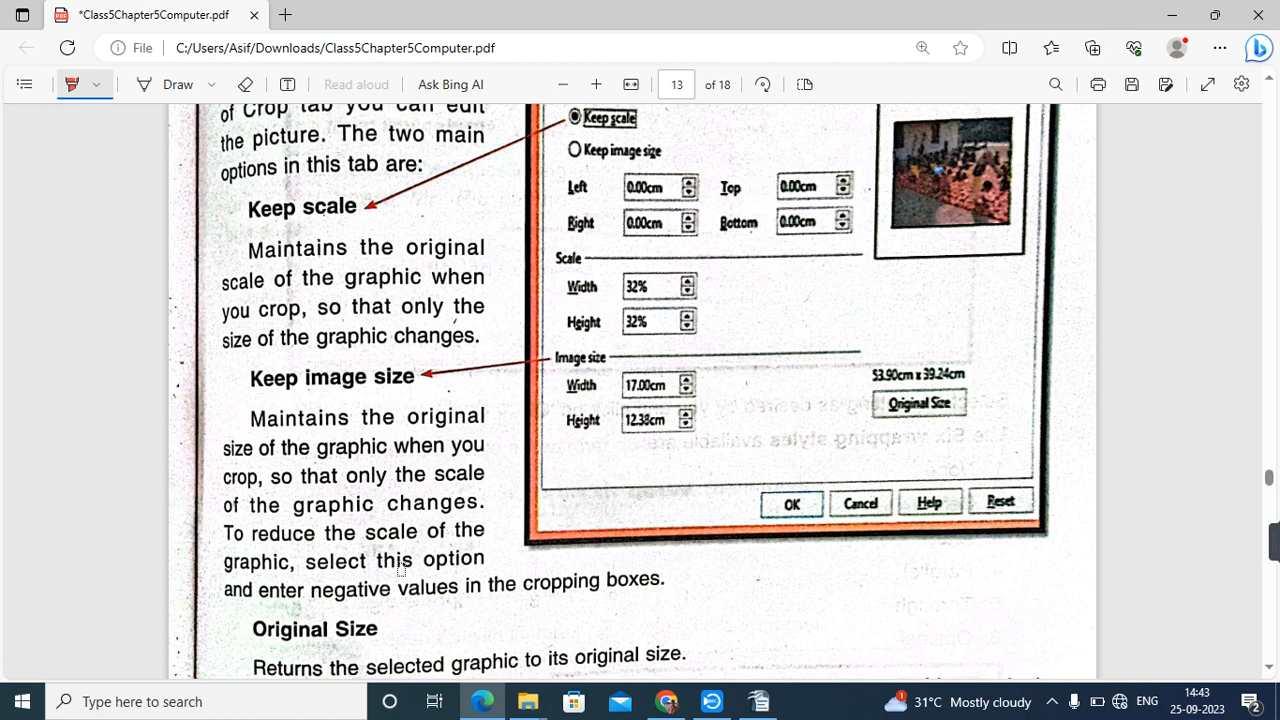 *Class5Chapter5Computer.pdf
File C:/Users/Asif/Downloads/Class5Chapter5Computer.pdf
Draw Read aloud Ask Bing AI 13 of 18
of Crop tab you can edit
the picture. The two main
options in this tab are:
Keep scale
Maintains the original
scale of the graphic when
you crop, so that only the
size of the graphic changes.
Keep image size
Maintains the original
size of the graphic when you
crop, so that only the scale
of the graphic changes.
To reduce the scale of the
graphic, select this option
and enter negative values in the cropping boxes.
Original Size
Returns the selected graphic to its original size.
Keep scale
Keep image size
Left 0.00cm Top 0.00cm
Right 0.00cm Bottom 0.00cm
Scale
Width 32%
Height 32%
Image size
Width 17.00cm
Height 12.38cm
53.90cm x 39.24cm
Original Size
OK Cancel Help Reset
Type here to search
1 31°C Mostly cloudy ENG 14:43
25-09-2023 2